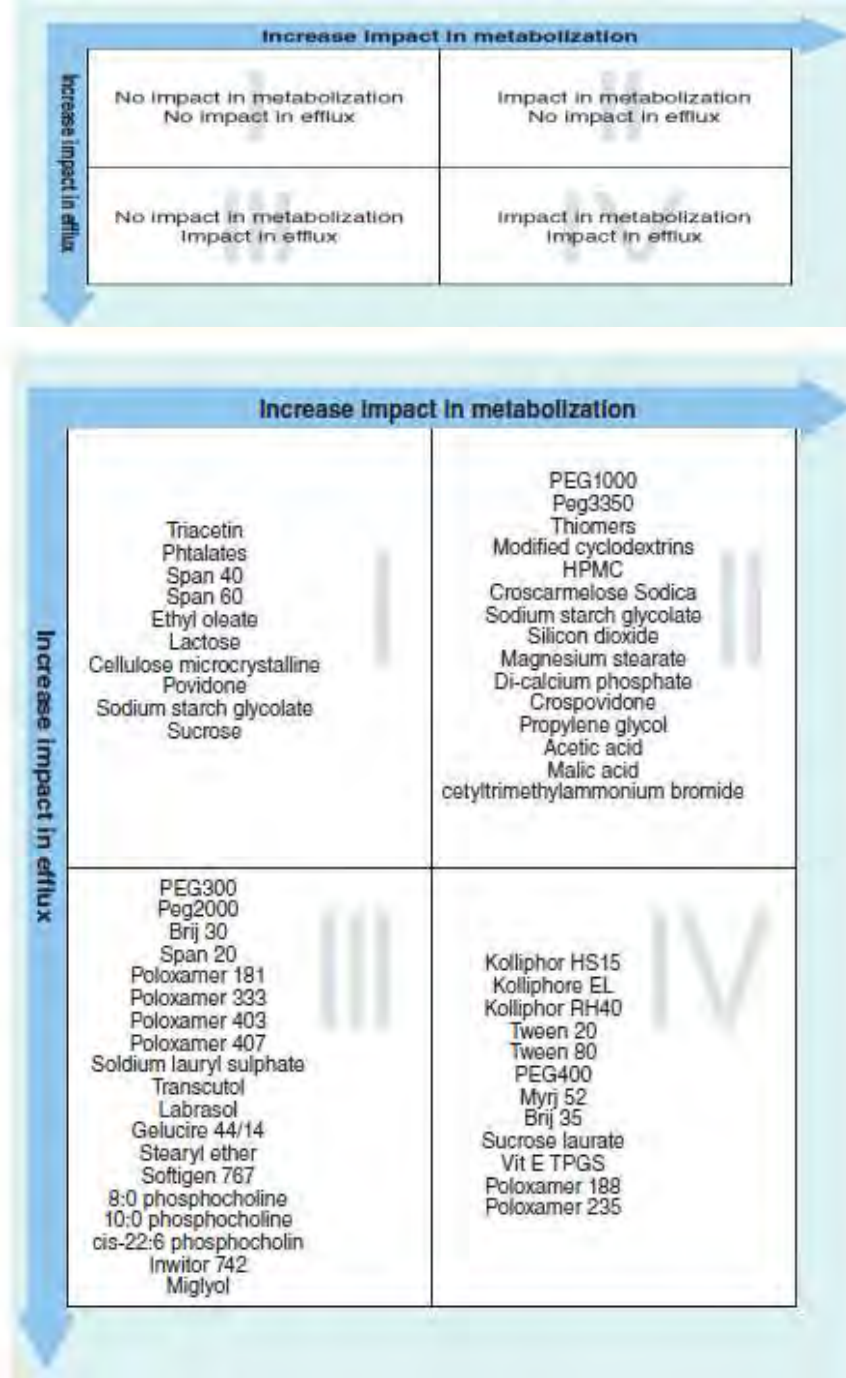 Increase Impact in metabolization
Increase impact in efflux
I
No impact in metabolization
No impact in efflux
II
Impact in metabolization
No impact in efflux
III
No impact in metabolization
Impact in efflux
IV
Impact in metabolization
Impact in efflux
Increase Impact in metabolization
Increase impact in efflux
I
Triacetin
Phtalates
Span 40
Span 60
Ethyl oleate
Lactose
Cellulose microcrystalline
Povidone
Sodium starch glycolate
Sucrose
II
PEG1000
Peg3350
Thiomers
Modified cyclodextrins
HPMC
Croscarmelose Sodica
Sodium starch glycolate
Silicon dioxide
Magnesium stearate
Di-calcium phosphate
Crospovidone
Propylene glycol
Acetic acid
Malic acid
cetyltrimethylammonium bromide
III
PEG300
Peg2000
Brij 30
Span 20
Poloxamer 181
Poloxamer 333
Poloxamer 403
Poloxamer 407
Soldium lauryl sulphate
Transcutol
Labrasol
Gelucire 44/14
Stearyl ether
Softigen 767
8:0 phosphocholine
10:0 phosphocholine
cis-22:6 phosphocholin
Inwitor 742
Miglyol
IV
Kolliphor HS15
Kolliphore EL
Kolliphor RH40
Tween 20
Tween 80
PEG400
Myrj 52
Brij 35
Sucrose laurate
Vit E TPGS
Poloxamer 188
Poloxamer 235